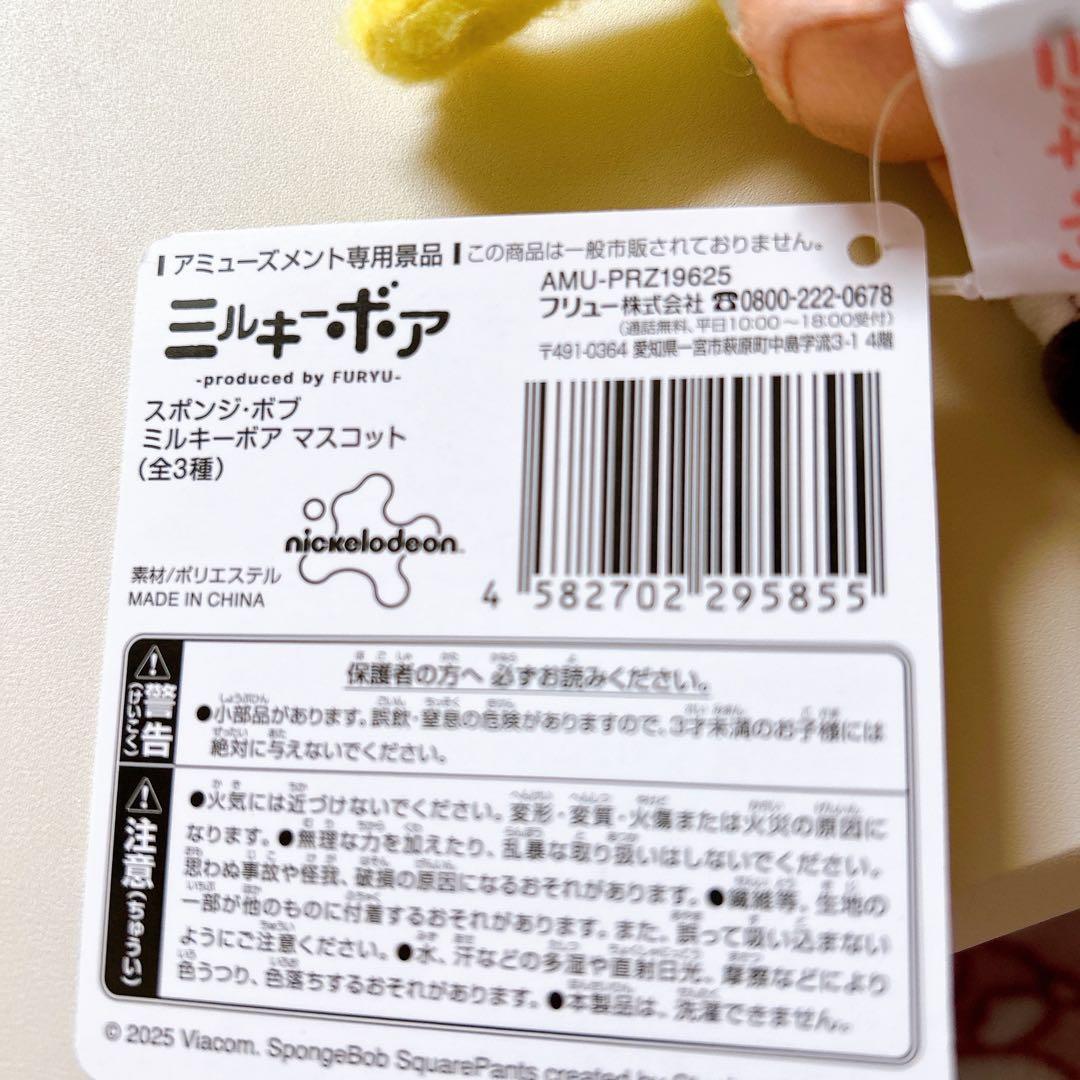 アミューズメント専用景品
この商品は一般市販されておりません。
ミルキーボア
-produced by FURYU-
AMU-PRZ19625
フリュー株式会社 ☎0800-222-0678
(通話無料、平日10:00〜18:00受付)
〒491-0364 愛知県一宮市萩原町中島字流3-1 4階
スポンジ・ボブ
ミルキーボア マスコット
(全3種)
nickelodeon
素材/ポリエステル
MADE IN CHINA
4 582702 295855
警告
(けいこく)
保護者の方へ 必ずお読みください。
●小部品があります。誤飲・窒息の危険がありますので、3才未満のお子様には
絶対に与えないでください。
注意(ちゅうい)
●火気には近づけないでください。変形・変質・火傷または火災の原因に
なります。●無理な力を加えたり、乱暴な取り扱いはしないでください。
思わぬ事故や怪我、破損の原因になるおそれがあります。●繊維等、生地の
一部が他のものに付着するおそれがあります。また、誤って吸い込まない
ようにご注意ください。●水、汗などの多湿や直射日光、摩擦などにより
色うつり、色落ちするおそれがあります。●本製品は、洗濯できません。
© 2025 Viacom. SpongeBob SquarePants created by